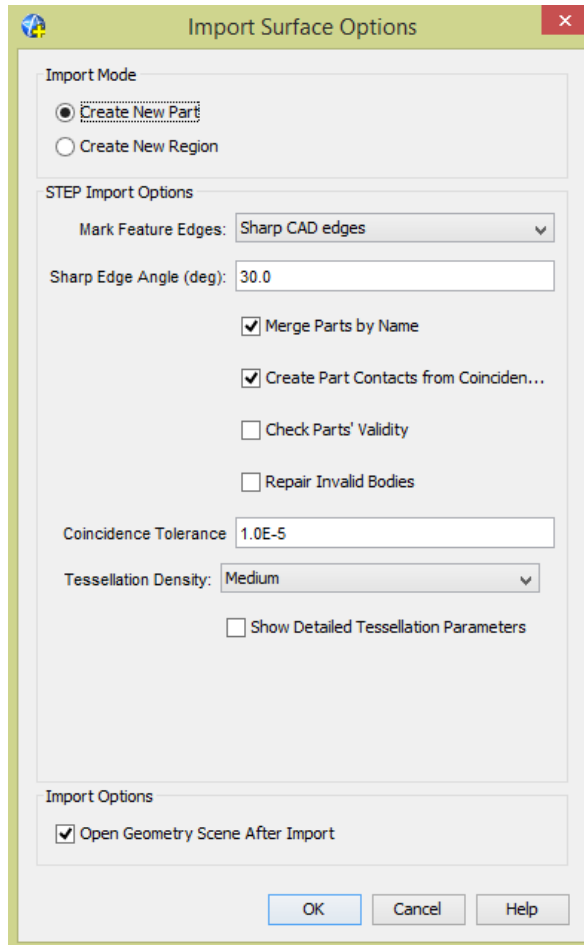 Import Surface Options
Import Mode
Create New Part
Create New Region
STEP Import Options
Mark Feature Edges: Sharp CAD edges
Sharp Edge Angle (deg): 30.0
Merge Parts by Name
Create Part Contacts from Coinciden...
Check Parts' Validity
Repair Invalid Bodies
Coincidence Tolerance 1.0E-5
Tessellation Density: Medium
Show Detailed Tessellation Parameters
Import Options
Open Geometry Scene After Import
OK Cancel Help